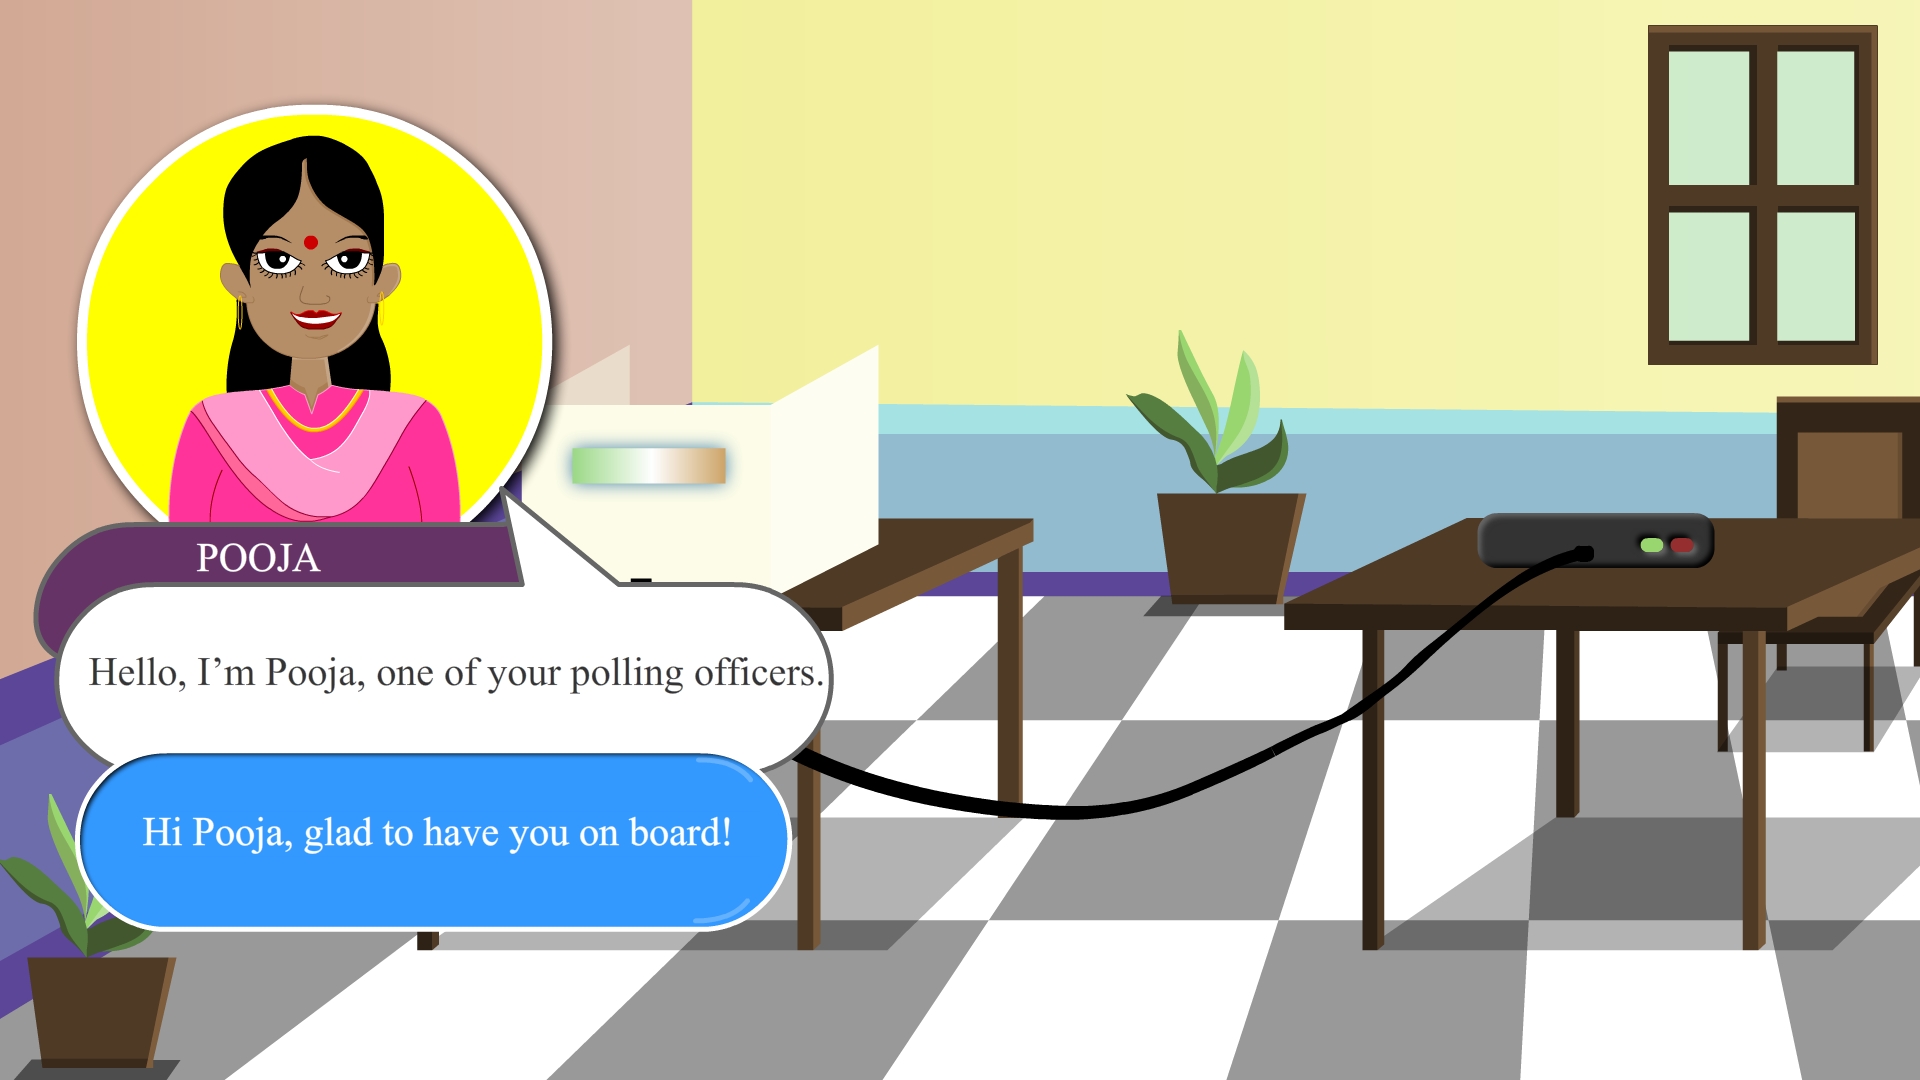 POOJA
Hello, I’m Pooja, one of your polling officers.
Hi Pooja, glad to have you on board!